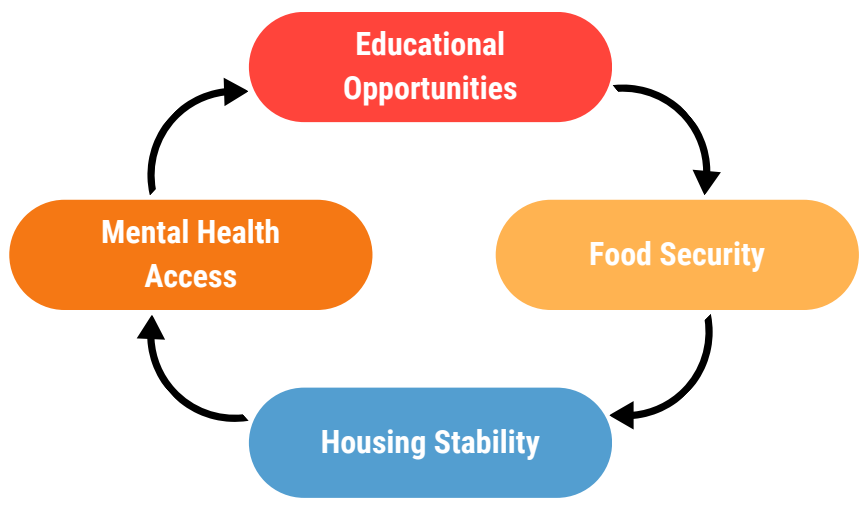 Educational
Opportunities
Mental Health
Access
Food Security
Housing Stability